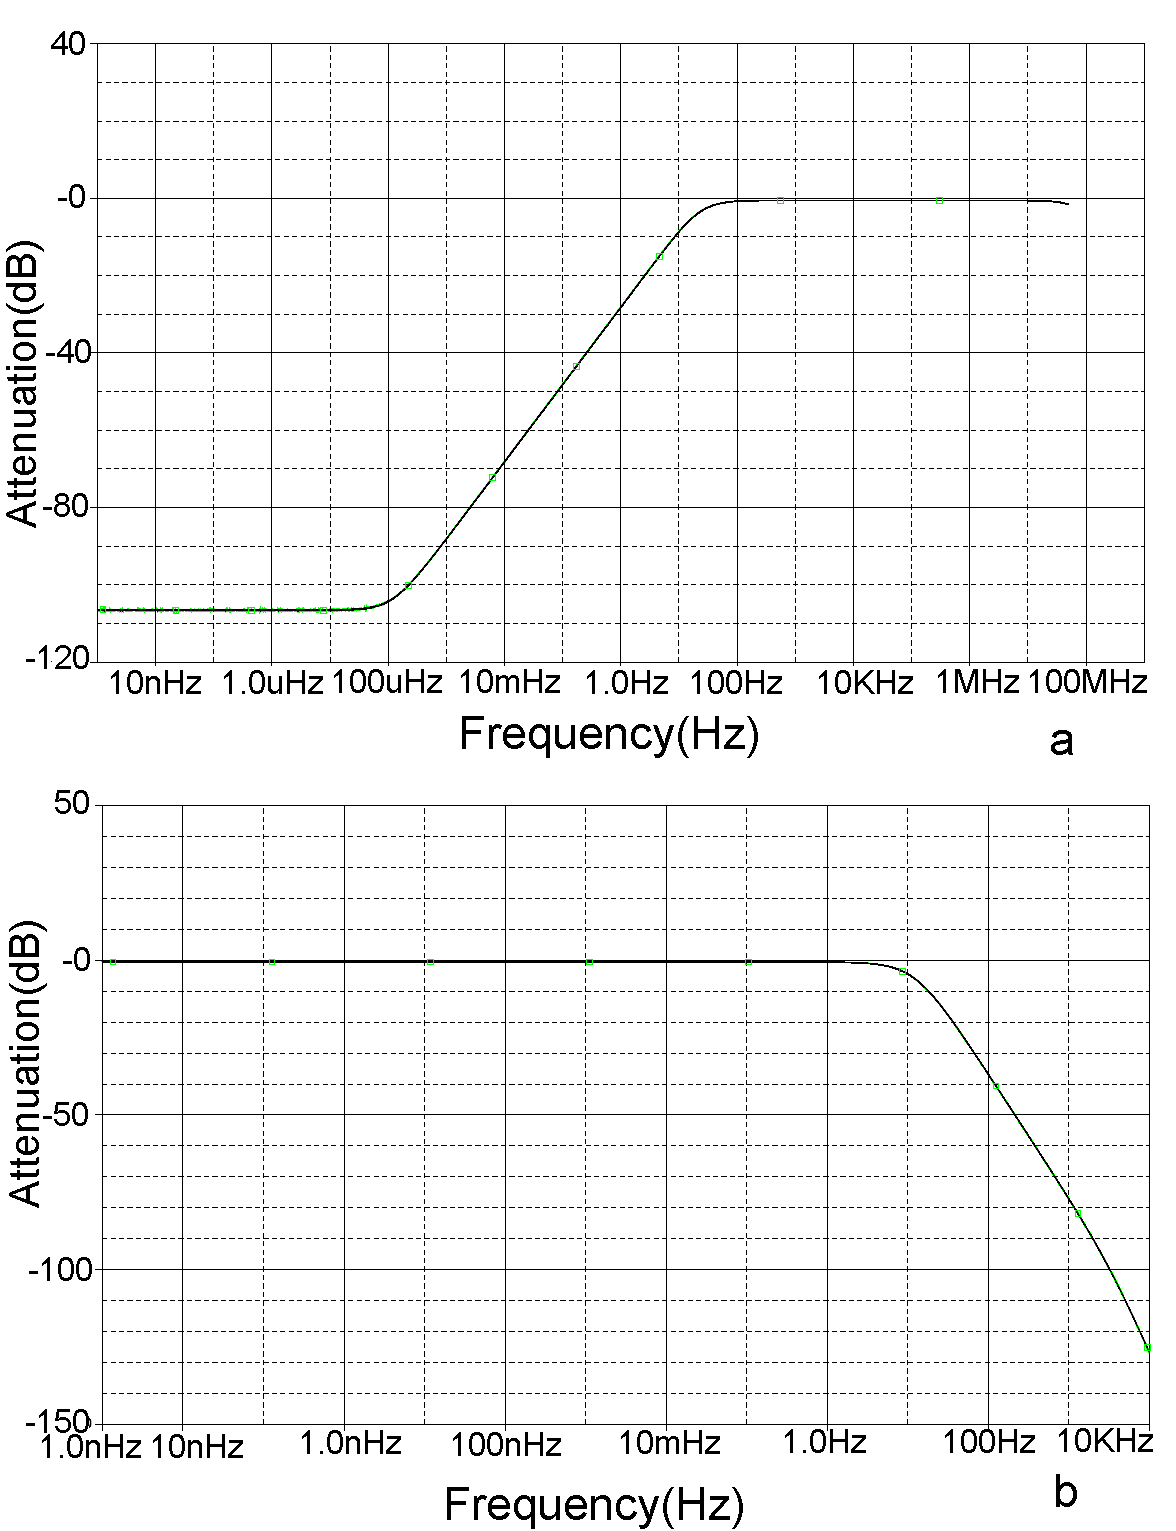 40
-0
-40
-80
-120
Attenuation(dB)
10nHz 1.0uHz 100uHz 10mHz 1.0Hz 100Hz 10KHz 1MHz 100MHz
Frequency(Hz)
a
50
-0
-50
-100
-150
Attenuation(dB)
1.0nHz 10nHz 1.0nHz 100nHz 10mHz 1.0Hz 100Hz 10KHz
Frequency(Hz)
b